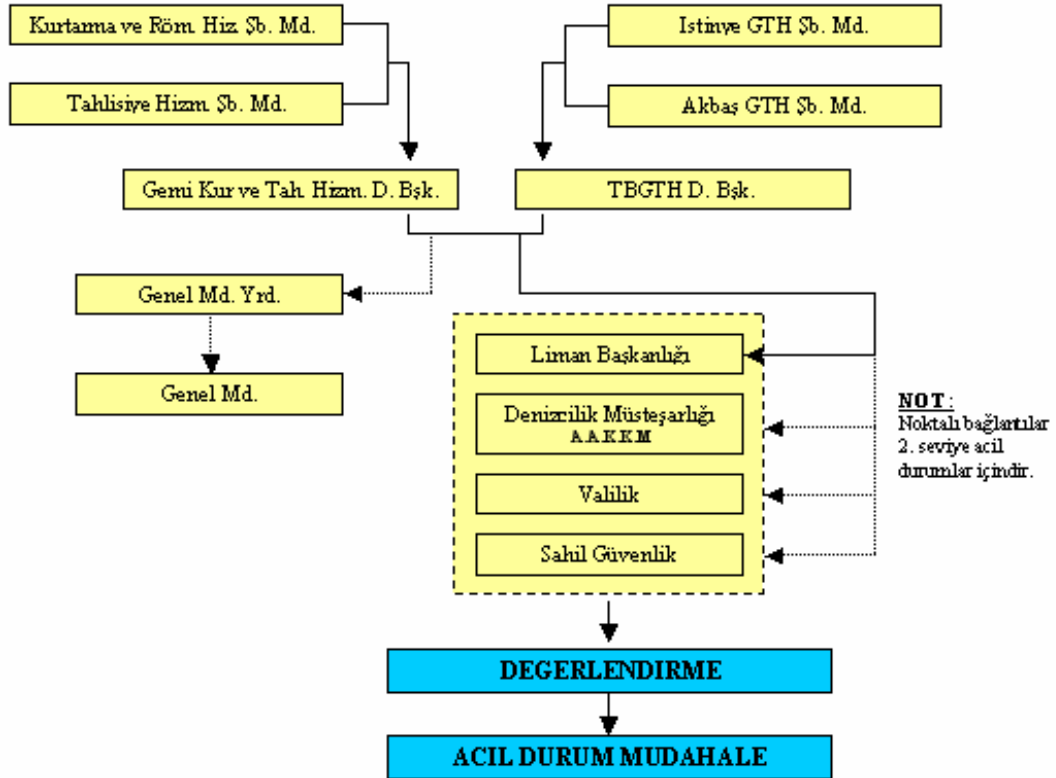 Kurtarma ve Röm. Hiz. Şb. Md.
Istinye GTH Şb. Md.
Tahlisiye Hizm. Şb. Md.
Akbaş GTH Şb. Md.
Gemi Kur ve Tah. Hizm. D. Bşk.
TBGTH D. Bşk.
Genel Md. Yrd.
Genel Md.
Liman Başkanlığı
Denizcilik Müsteşarlığı
A A K K M
Valilik
Sahil Güvenlik
NOT:
Noktalı bağlantılar
2. seviye acil
durumlar içindir.
DEGERLENDIRME
ACIL DURUM MUDAHALE